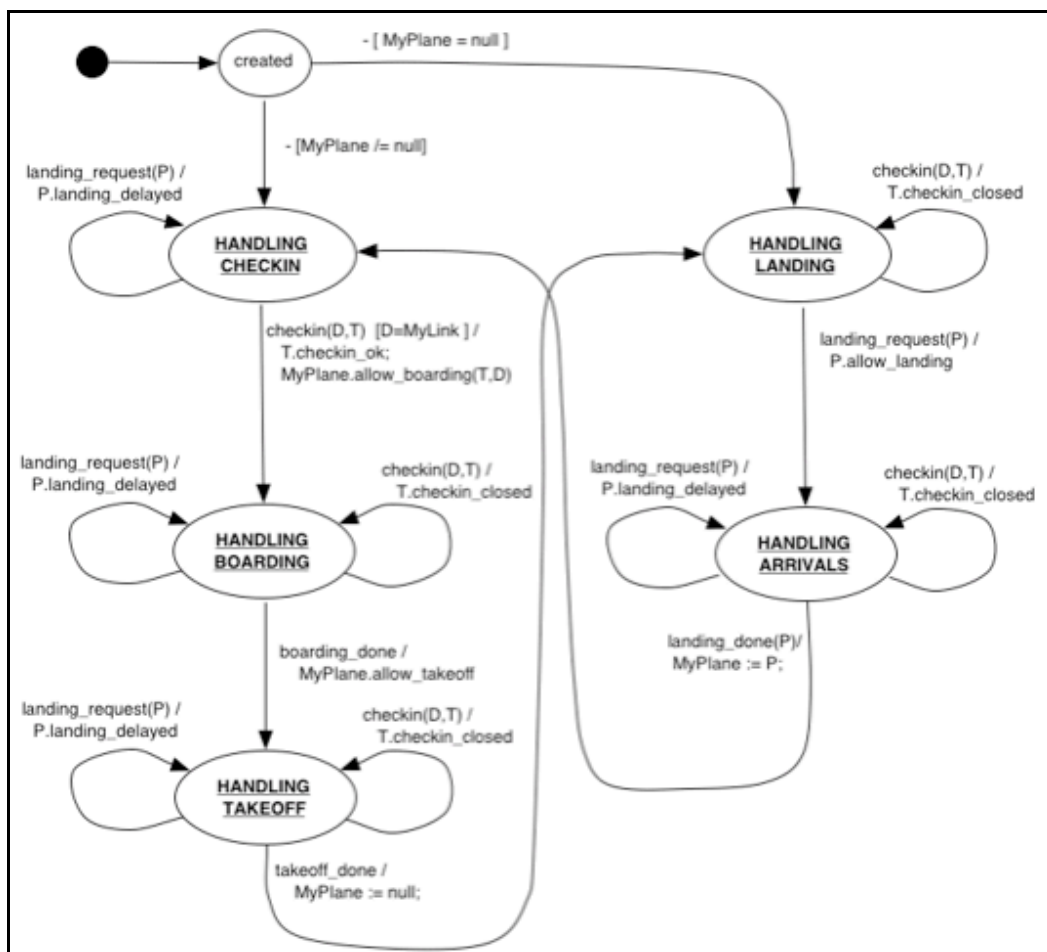 - [ MyPlane = null ]
created
- [MyPlane /= null]
landing_request(P) /
P.landing_delayed
checkin(D,T) /
T.checkin_closed
HANDLING
CHECKIN
HANDLING
LANDING
checkin(D,T) [D=MyLink ] /
T.checkin_ok;
MyPlane.allow_boarding(T,D)
landing_request(P) /
P.allow_landing
landing_request(P) /
P.landing_delayed
checkin(D,T) /
T.checkin_closed
landing_request(P) /
P.landing_delayed
checkin(D,T) /
T.checkin_closed
HANDLING
BOARDING
HANDLING
ARRIVALS
boarding_done /
MyPlane.allow_takeoff
landing_done(P)/
MyPlane := P;
landing_request(P) /
P.landing_delayed
checkin(D,T) /
T.checkin_closed
HANDLING
TAKEOFF
takeoff_done /
MyPlane := null;